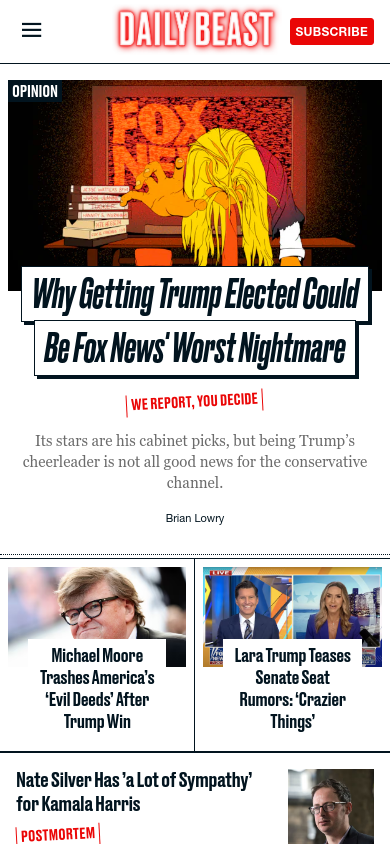 DAILY BEAST
SUBSCRIBE
OPINION
FOX
NE
Why Getting Trump Elected Could
Be Fox News' Worst Nightmare
WE REPORT, YOU DECIDE
Its stars are his cabinet picks, but being Trump’s
cheerleader is not all good news for the conservative
channel.
Brian Lowry
LIVE
Michael Moore
Trashes America’s
‘Evil Deeds’ After
Trump Win
Lara Trump Teases
Senate Seat
Rumors: ‘Crazier
Things’
Nate Silver Has ’a Lot of Sympathy’
for Kamala Harris
POSTMORTEM